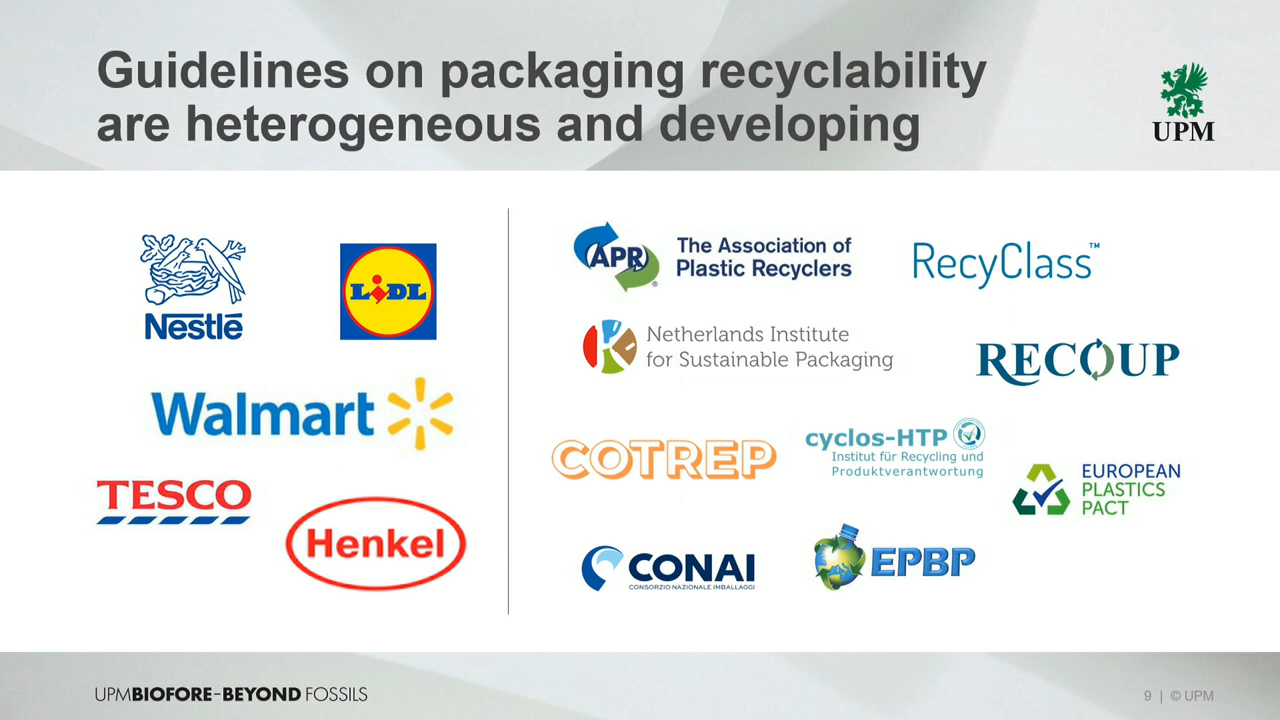 Guidelines on packaging recyclability
are heterogeneous and developing
UPM
Nestlé
LIDL
Walmart
TESCO
Henkel
APR
®
The Association of
Plastic Recyclers
RecyClass™
Netherlands Institute
for Sustainable Packaging
RECOUP
COTREP
cyclos-HTP
Institut für Recycling und
Produktverantwortung
EUROPEAN
PLASTICS
PACT
CONAI
CONSORZIO NAZIONALE IMBALLAGGI
EPBP
UPMBIOFORE–BEYOND FOSSILS
9 | © UPM